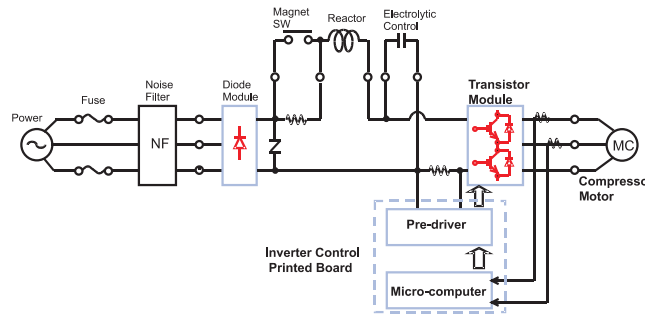 Magnet
SW
Reactor
Electrolytic
Control
Power
Fuse
Noise
Filter
Diode
Module
Transistor
Module
NF
MC
Compressor
Motor
Pre-driver
Inverter Control
Printed Board
Micro-computer